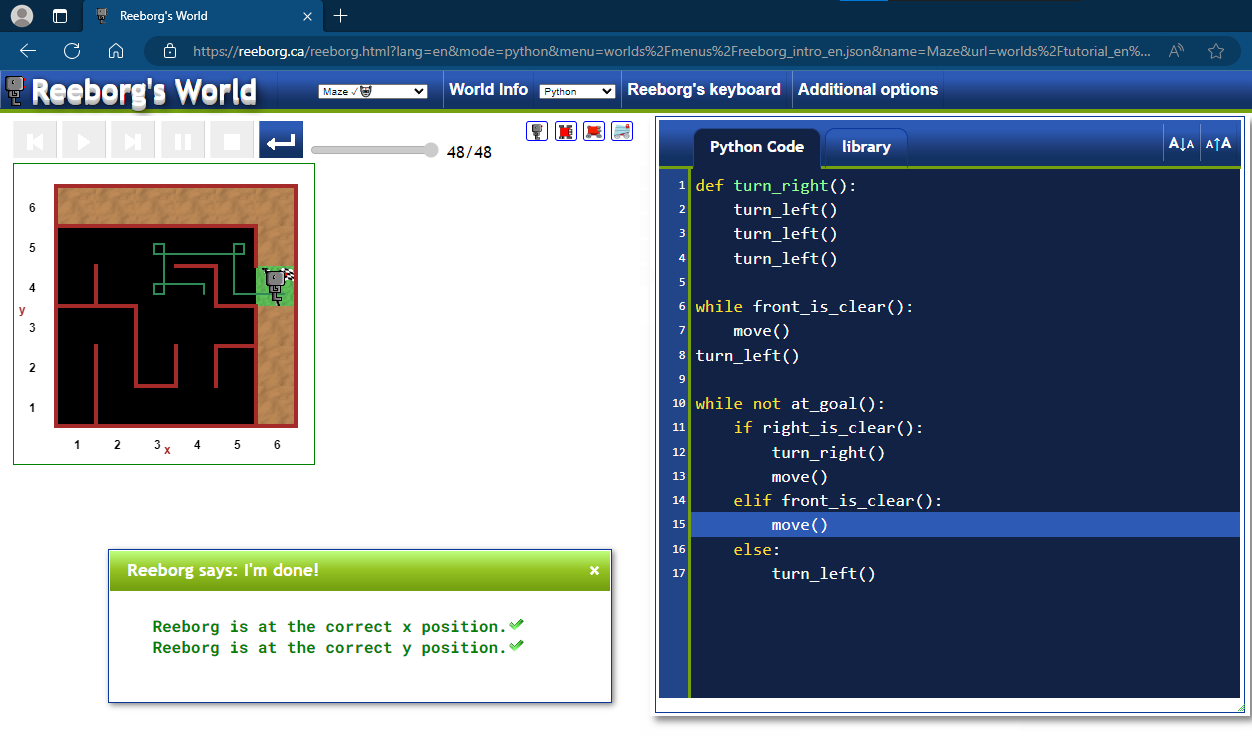 Reeborg's World
https://reeborg.ca/reeborg.html?lang=en&mode=python&menu=worlds%2Fmenus%2Freeborg_intro_en.json&name=Maze&url=worlds%2Ftutorial_en%...
Reeborg's World
Maze ✓
World Info
Python
Reeborg's keyboard
Additional options
48/48
6
5
4
3
2
1
y
1 2 3 4 5 6
x
Reeborg says: I'm done!
×
Reeborg is at the correct x position.
Reeborg is at the correct y position.
Python Code
library
A↓A
A↑A
1 def turn_right():
2     turn_left()
3     turn_left()
4     turn_left()
5
6 while front_is_clear():
7     move()
8 turn_left()
9
10 while not at_goal():
11     if right_is_clear():
12         turn_right()
13         move()
14     elif front_is_clear():
15         move()
16     else:
17         turn_left()